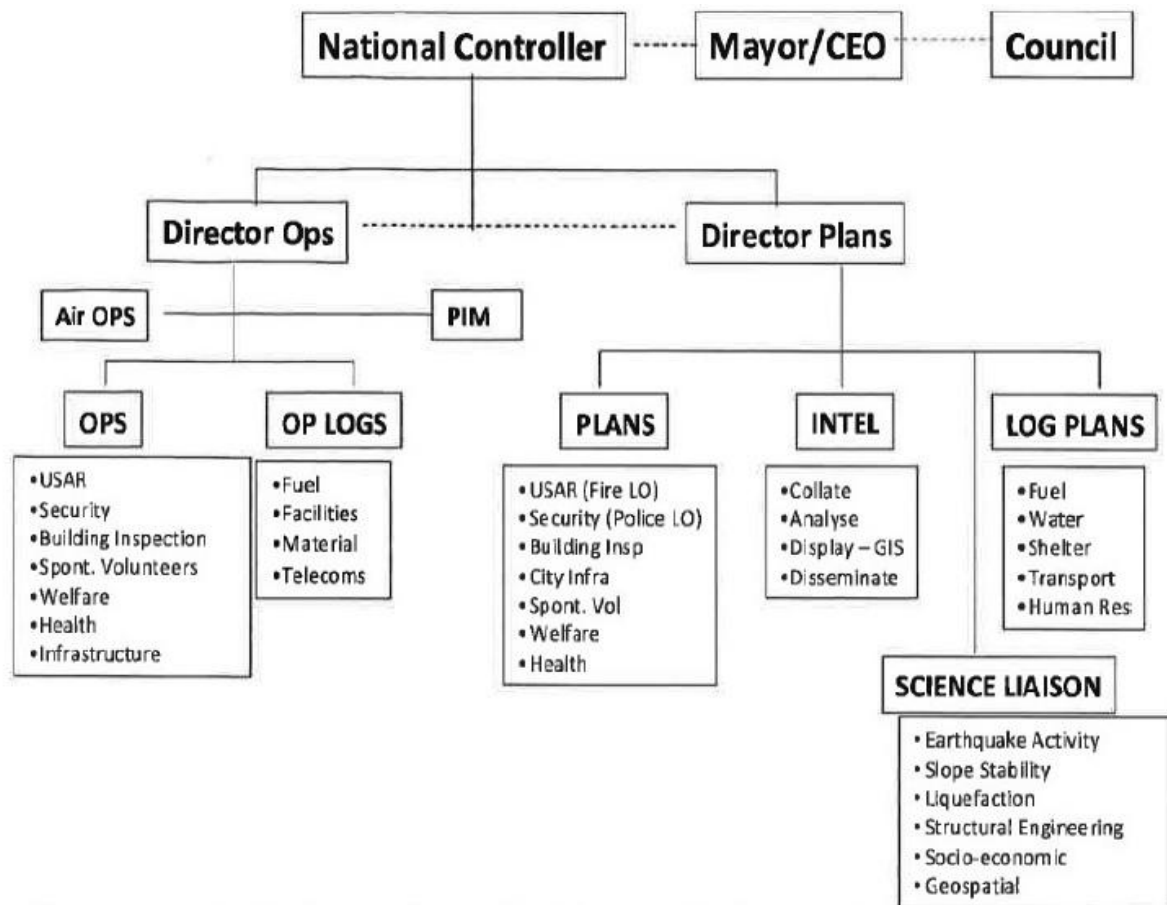 National Controller
Mayor/CEO
Council
Director Ops
Director Plans
Air OPS
PIM
OPS
• USAR
• Security
• Building Inspection
• Spont. Volunteers
• Welfare
• Health
• Infrastructure
OP LOGS
• Fuel
• Facilities
• Material
• Telecoms
PLANS
• USAR (Fire LO)
• Security (Police LO)
• Building Insp
• City Infra
• Spont. Vol
• Welfare
• Health
INTEL
• Collate
• Analyse
• Display – GIS
• Disseminate
LOG PLANS
• Fuel
• Water
• Shelter
• Transport
• Human Res
SCIENCE LIAISON
• Earthquake Activity
• Slope Stability
• Liquefaction
• Structural Engineering
• Socio-economic
• Geospatial